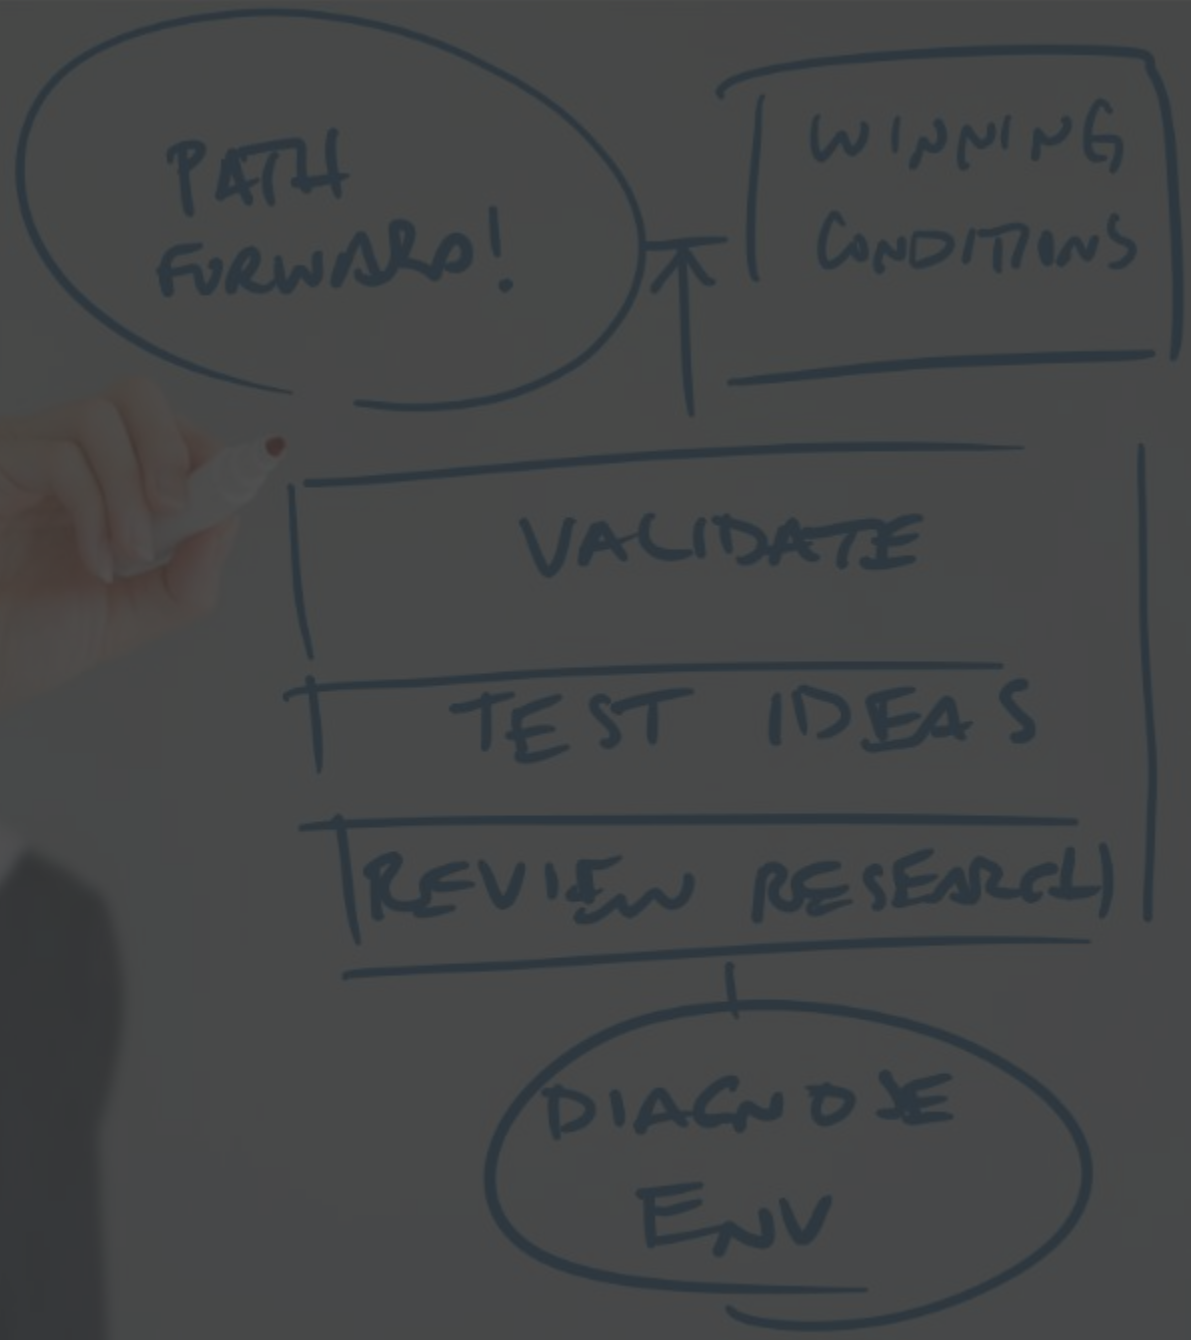 PATH
FORWARD!
WINNING
CONDITIONS
VALIDATE
TEST IDEAS
REVIEW RESEARCH
DIAGNOSE
ENV